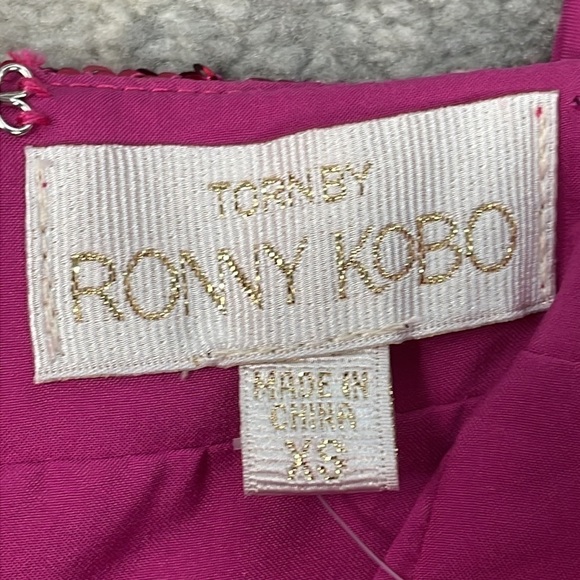 TORN BY
RONNY KOBO
MADE IN
CHINA
XS